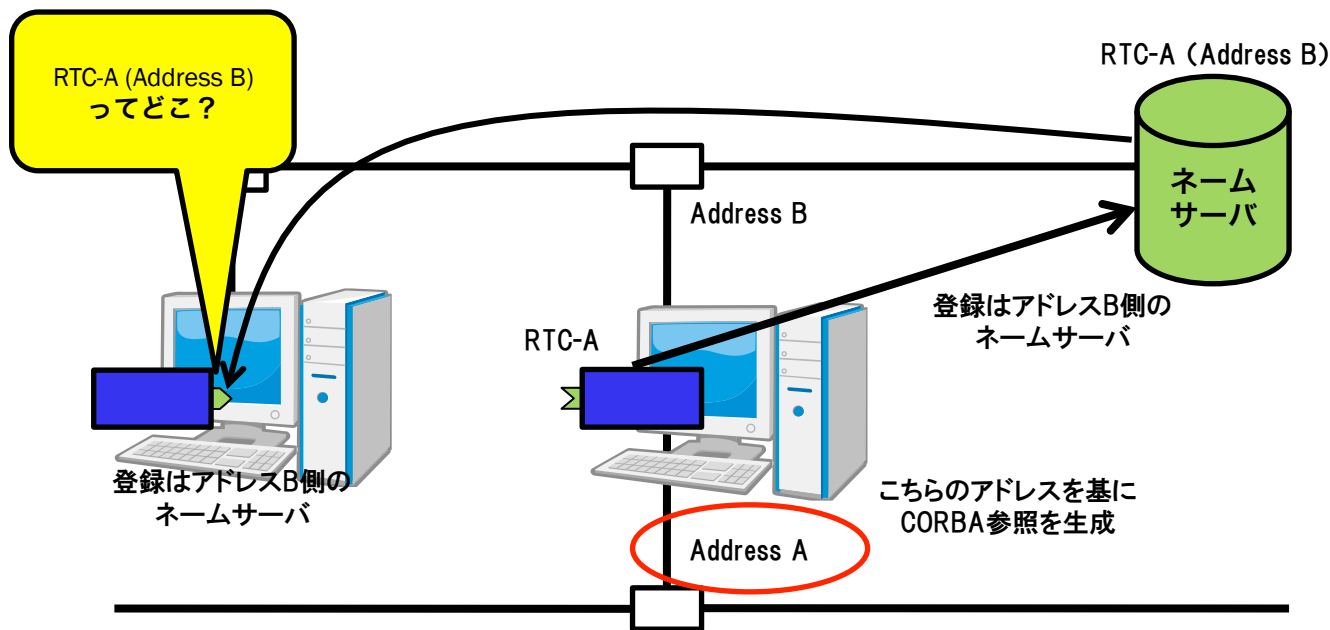 RTC-A (Address B)
ってどこ？
RTC-A（Address B）
ネーム
サーバ
Address B
登録はアドレスB側の
ネームサーバ
RTC-A
登録はアドレスB側の
ネームサーバ
こちらのアドレスを基に
CORBA参照を生成
Address A